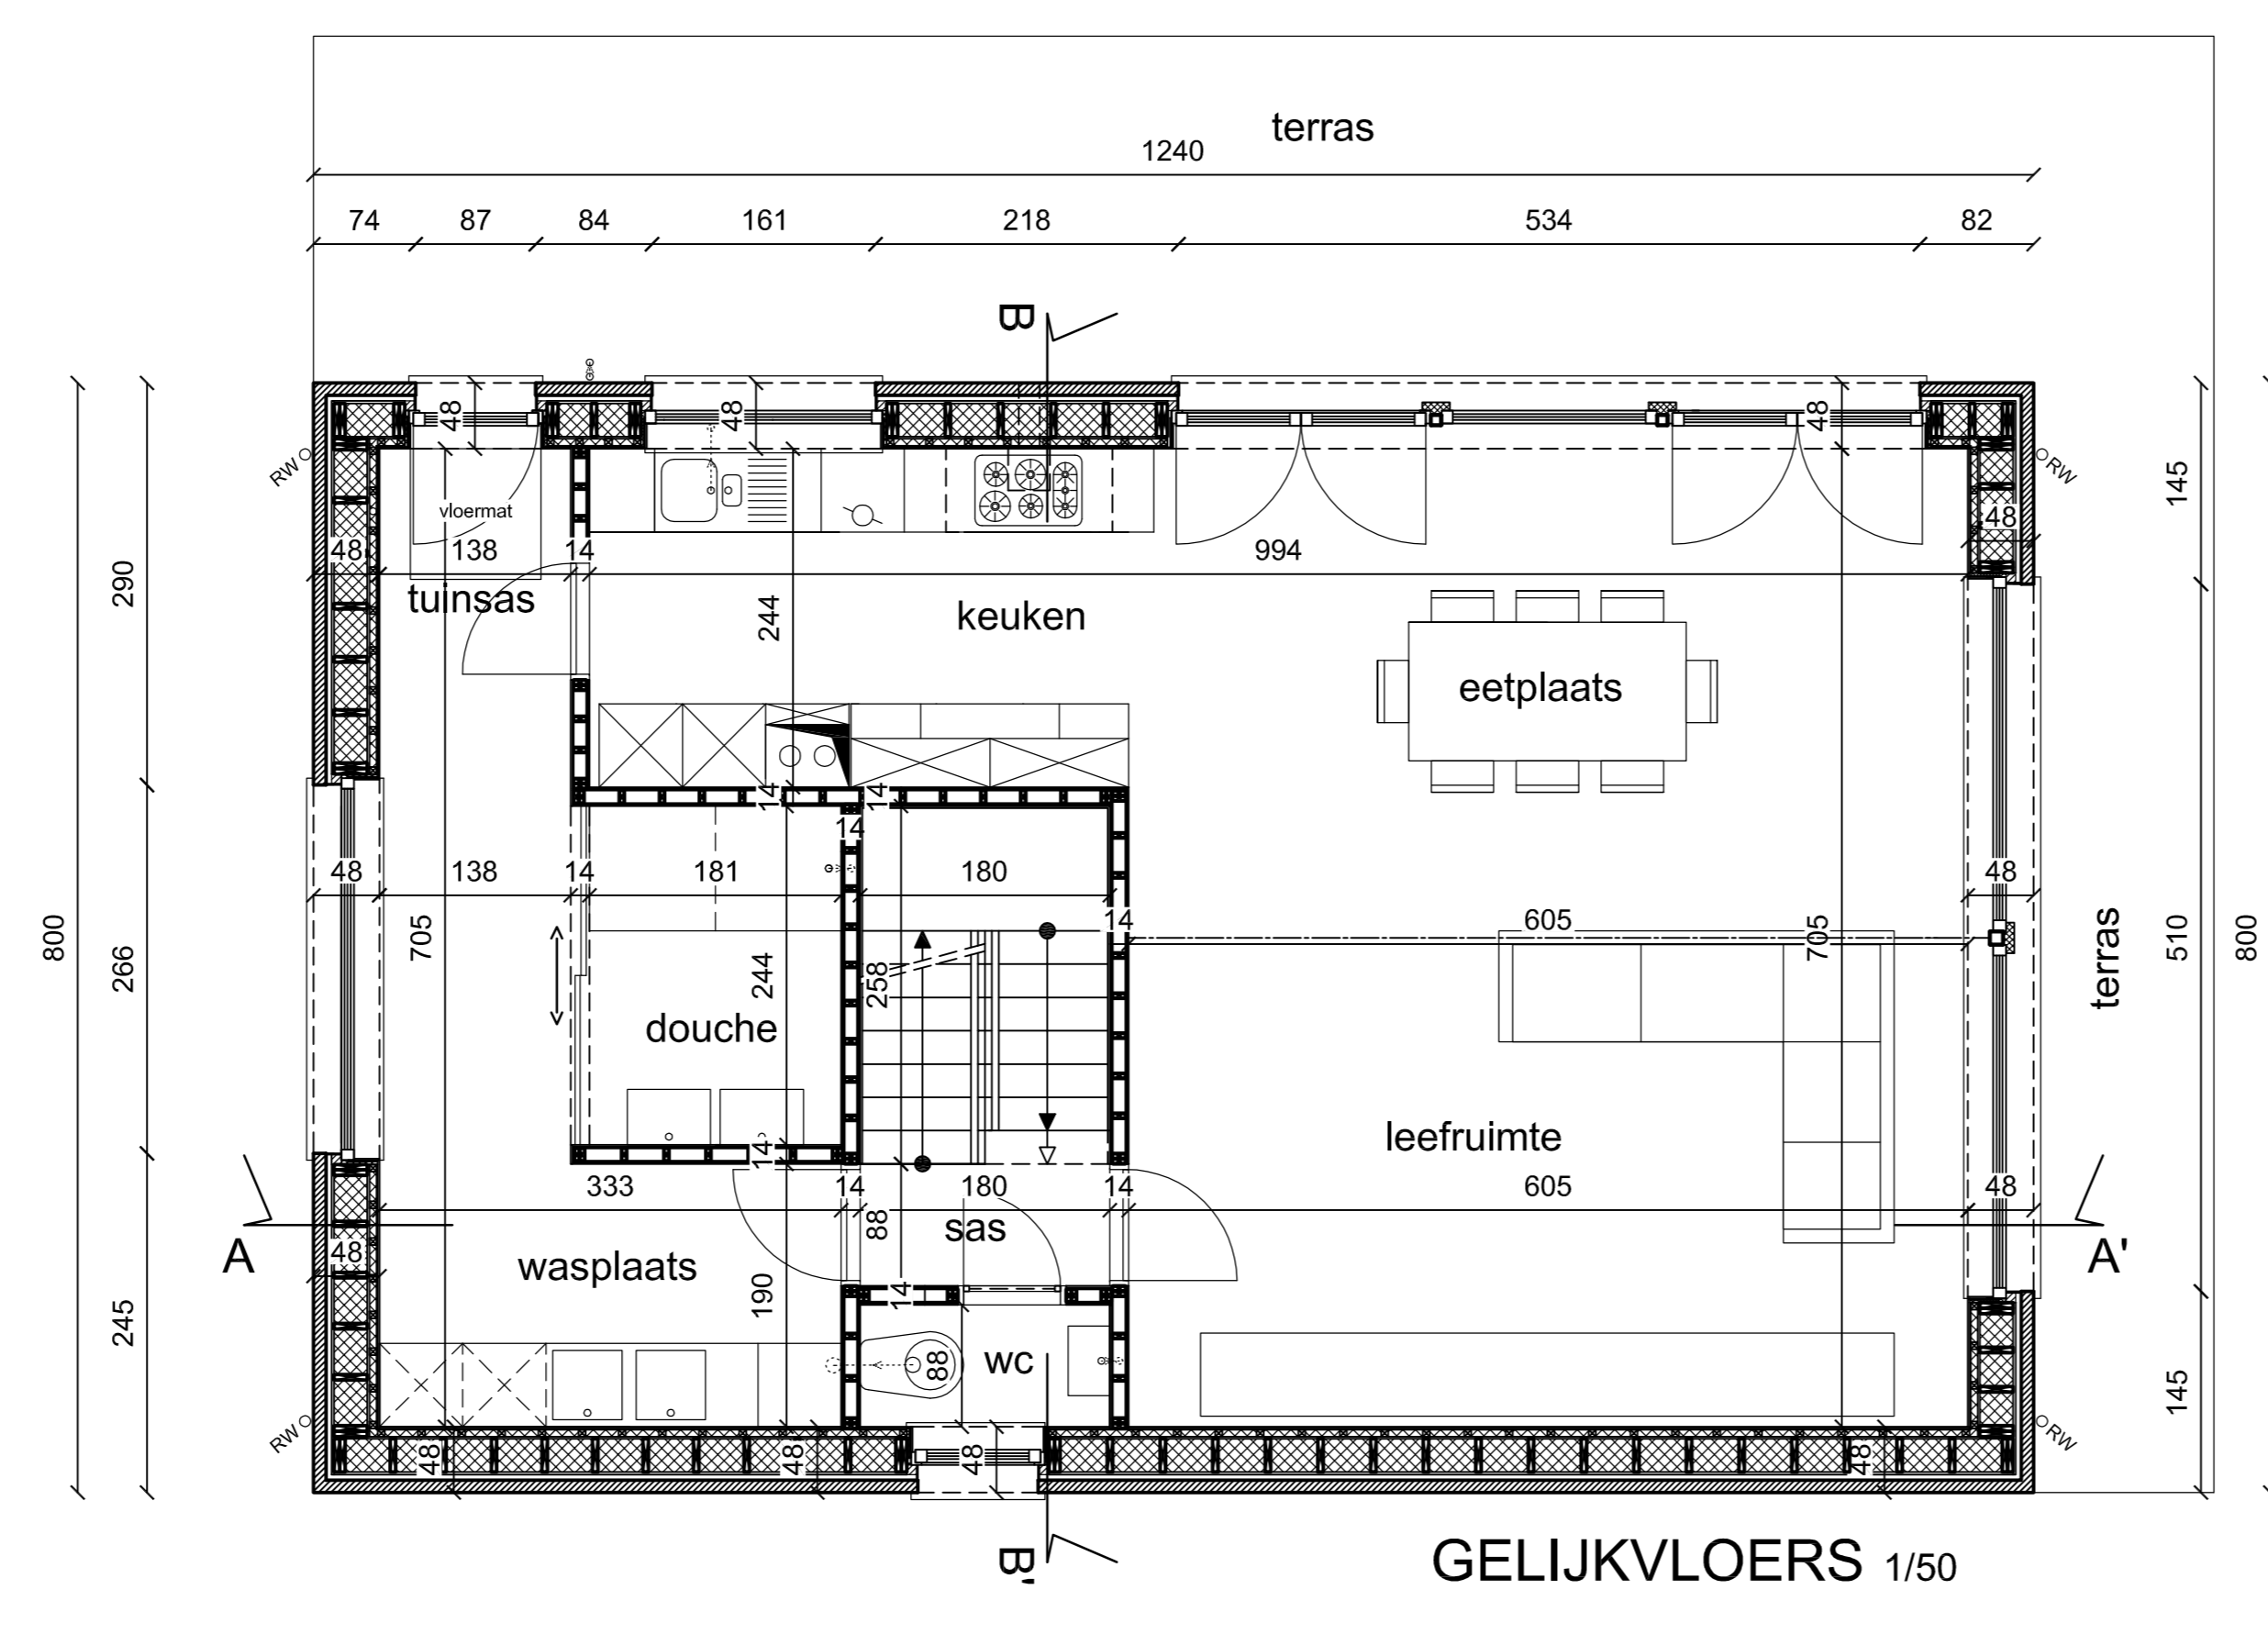 terras
1240
74 87 84 161 218 534 82
B
48 48 48
RW RW
vloermat
145
48 138 14 994 48
290
tuinsas keuken
244
eetplaats
14 14
14
48 138 14 181 180 48
14
605
800 266 705 244 258 705 terras 510 800
douche
leefruimte
14
333 14 180 14 605 48
88 sas
A 48 wasplaats A'
190 14
245
88 wc
145
RW RW
48 48 48 48
B'
GELIJKVLOERS 1/50